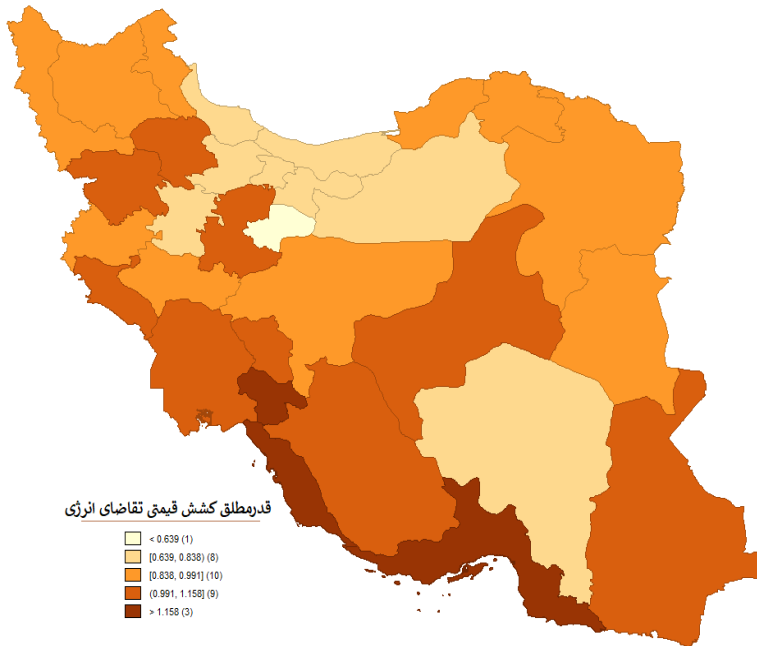 قدرمطلق کشش قیمتی تقاضای انرژی
< 0.639 (1)
[0.639, 0.838) (8)
[0.838, 0.991] (10)
(0.991, 1.158] (9)
> 1.158 (3)